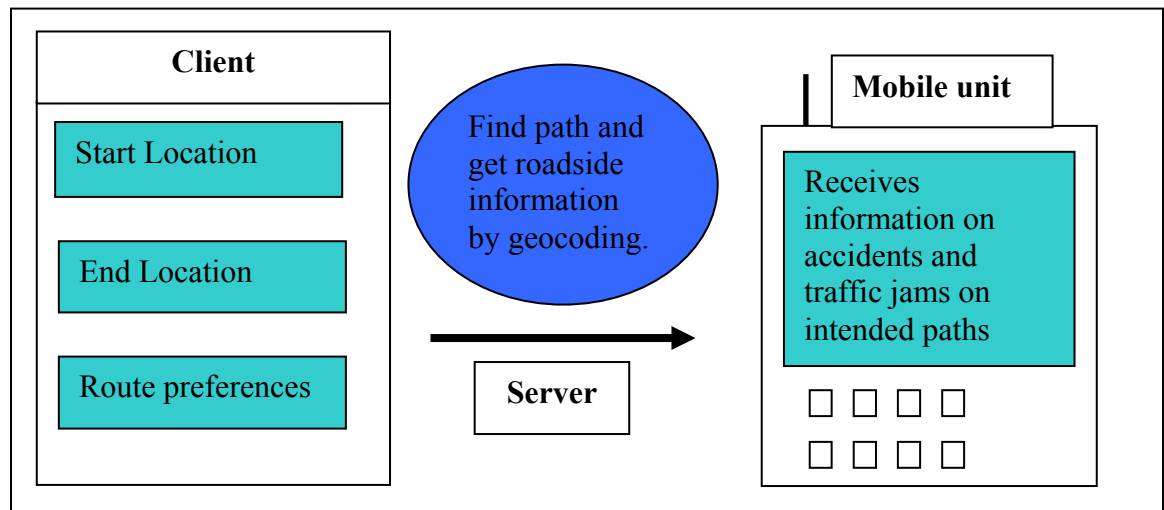 Client
Start Location
End Location
Route preferences
Find path and
get roadside
information
by geocoding.
Server
Mobile unit
Receives
information on
accidents and
traffic jams on
intended paths